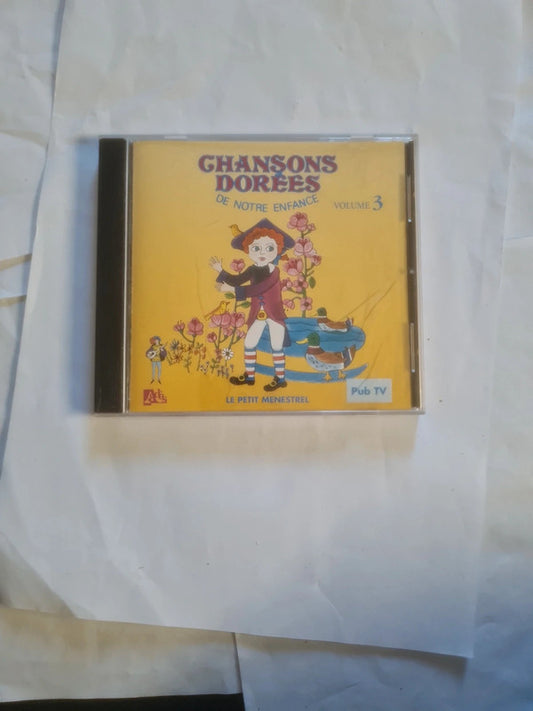 CHANSONS
DORÉES
DE NOTRE ENFANCE
VOLUME 3
LE PETIT MENESTREL
Pub TV